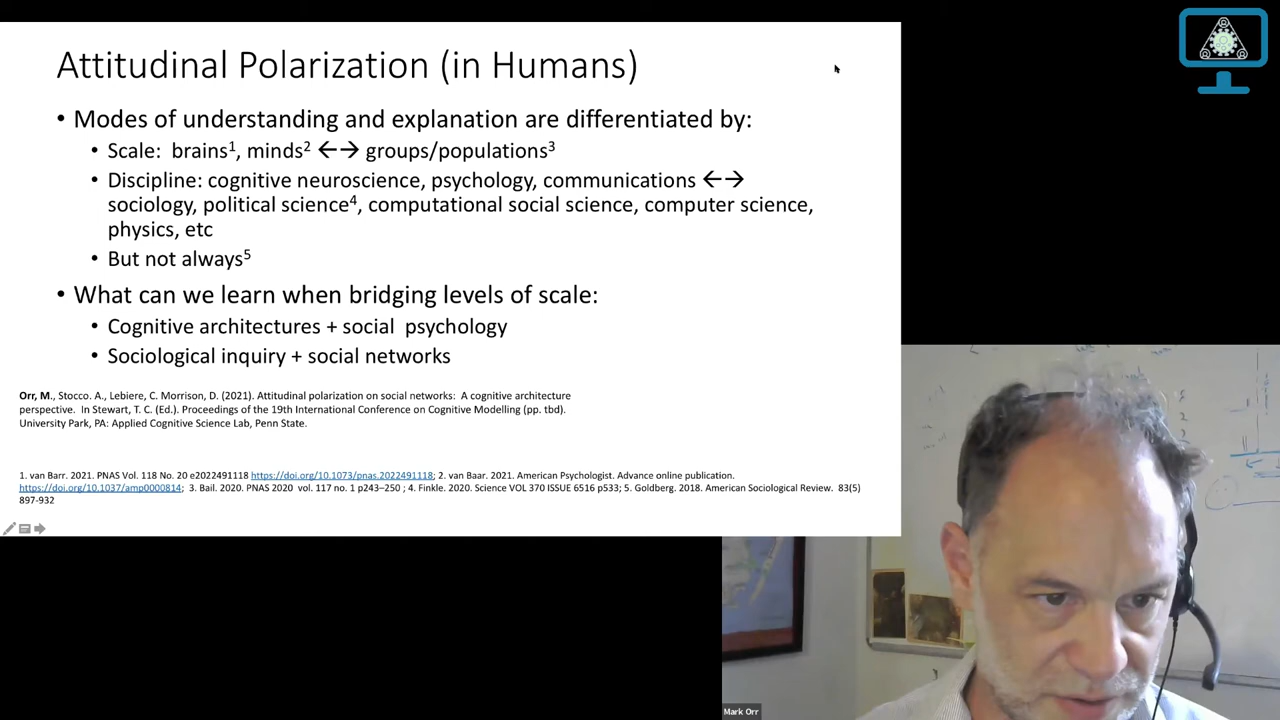 Attitudinal Polarization (in Humans)
• Modes of understanding and explanation are differentiated by:
• Scale: brains¹, minds² ←→ groups/populations³
• Discipline: cognitive neuroscience, psychology, communications ←→
sociology, political science⁴, computational social science, computer science,
physics, etc
• But not always⁵
• What can we learn when bridging levels of scale:
• Cognitive architectures + social psychology
• Sociological inquiry + social networks
Orr, M., Stocco. A., Lebiere, C. Morrison, D. (2021). Attitudinal polarization on social networks: A cognitive architecture
perspective. In Stewart, T. C. (Ed.). Proceedings of the 19th International Conference on Cognitive Modelling (pp. tbd).
University Park, PA: Applied Cognitive Science Lab, Penn State.
1. van Barr. 2021. PNAS Vol. 118 No. 20 e2022491118 https://doi.org/10.1073/pnas.2022491118; 2. van Baar. 2021. American Psychologist. Advance online publication.
https://doi.org/10.1037/amp0000814; 3. Bail. 2020. PNAS 2020 vol. 117 no. 1 p243–250 ; 4. Finkle. 2020. Science VOL 370 ISSUE 6516 p533; 5. Goldberg. 2018. American Sociological Review. 83(5)
897-932
Mark Orr